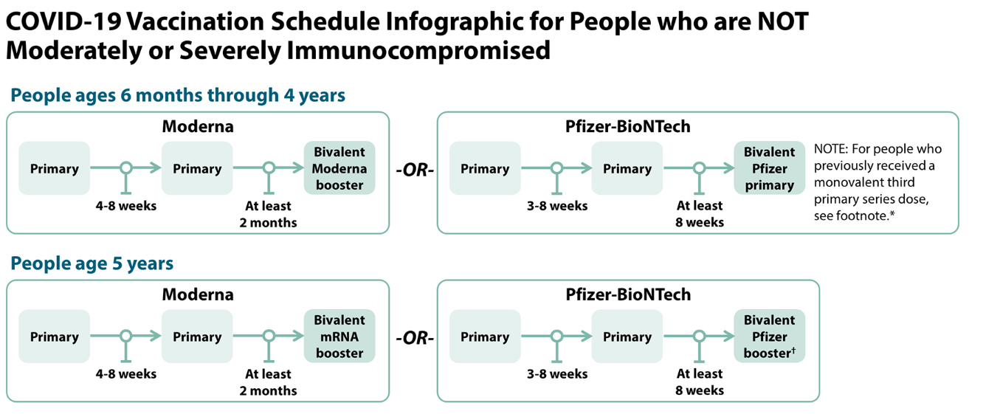 COVID-19 Vaccination Schedule Infographic for People who are NOT
Moderately or Severely Immunocompromised
People ages 6 months through 4 years
Moderna
Primary
4-8 weeks
Primary
At least
2 months
Bivalent
Moderna
booster
-OR-
Pfizer-BioNTech
Primary
3-8 weeks
Primary
At least
8 weeks
Bivalent
Pfizer
primary
NOTE: For people who
previously received a
monovalent third
primary series dose,
see footnote.*
People age 5 years
Moderna
Primary
4-8 weeks
Primary
At least
2 months
Bivalent
mRNA
booster
-OR-
Pfizer-BioNTech
Primary
3-8 weeks
Primary
At least
8 weeks
Bivalent
Pfizer
booster†